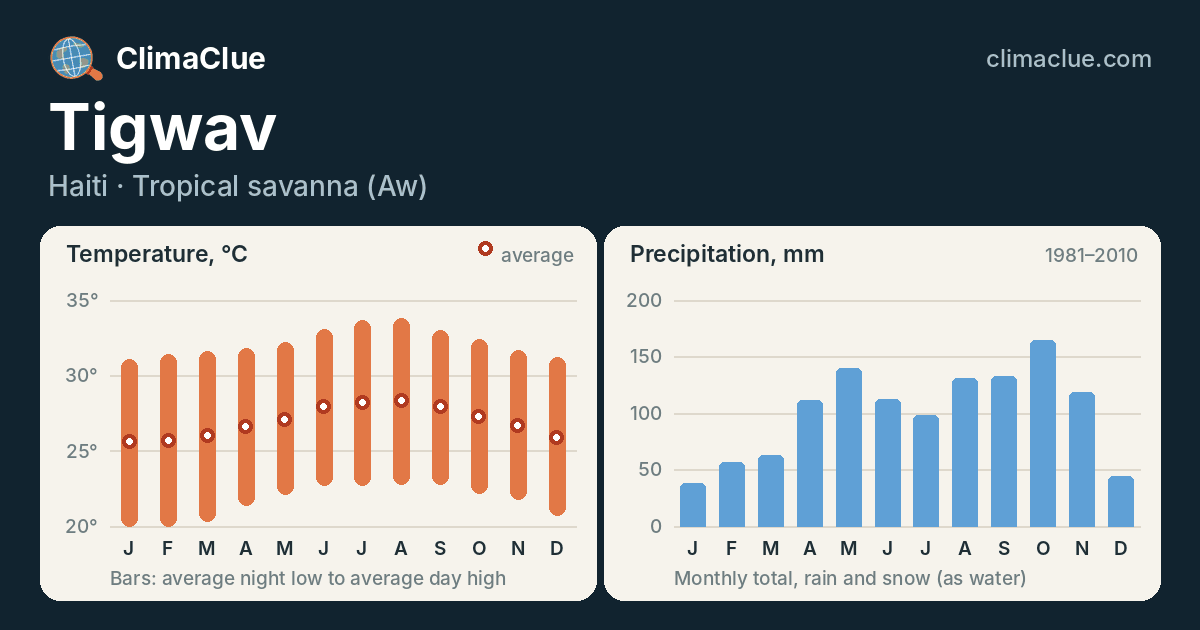 ClimaClue
climaclue.com
Tigwav
Haiti · Tropical savanna (Aw)
Temperature, °C
average
35°
30°
25°
20°
J F M A M J J A S O N D
Bars: average night low to average day high
Precipitation, mm
1981–2010
200
150
100
50
0
J F M A M J J A S O N D
Monthly total, rain and snow (as water)